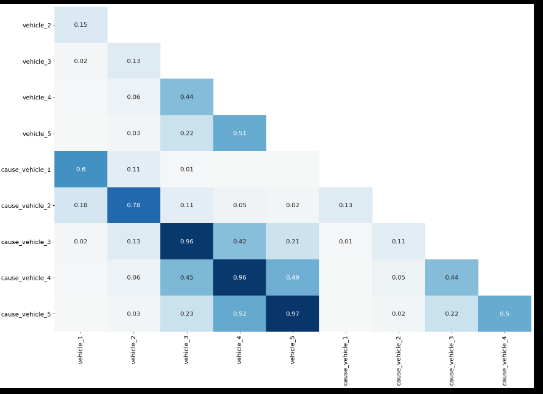 vehicle_2 0.15
vehicle_3 0.02 0.13
vehicle_4 0.06 0.44
vehicle_5 0.03 0.22 0.51
cause_vehicle_1 0.6 0.11 0.01
cause_vehicle_2 0.18 0.78 0.11 0.05 0.02 0.13
cause_vehicle_3 0.02 0.13 0.96 0.42 0.21 0.01 0.11
cause_vehicle_4 0.06 0.45 0.96 0.49 0.05 0.44
cause_vehicle_5 0.03 0.23 0.52 0.97 0.02 0.22 0.5
vehicle_1 vehicle_2 vehicle_3 vehicle_4 vehicle_5 cause_vehicle_1 cause_vehicle_2 cause_vehicle_3 cause_vehicle_4